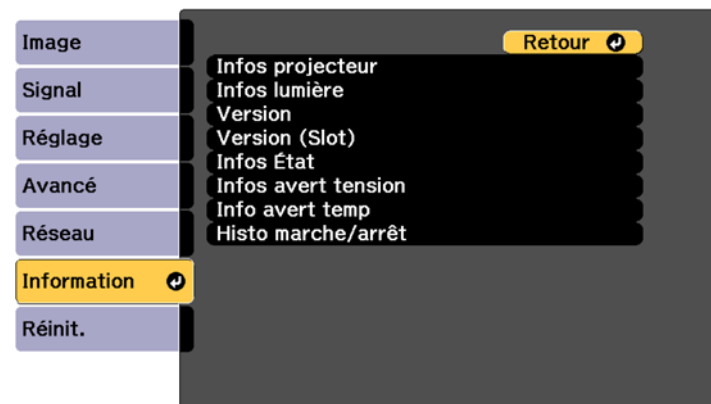 Image
Signal
Réglage
Avancé
Réseau
Information
Réinit.
Retour
Infos projecteur
Infos lumière
Version
Version (Slot)
Infos État
Infos avert tension
Info avert temp
Histo marche/arrêt